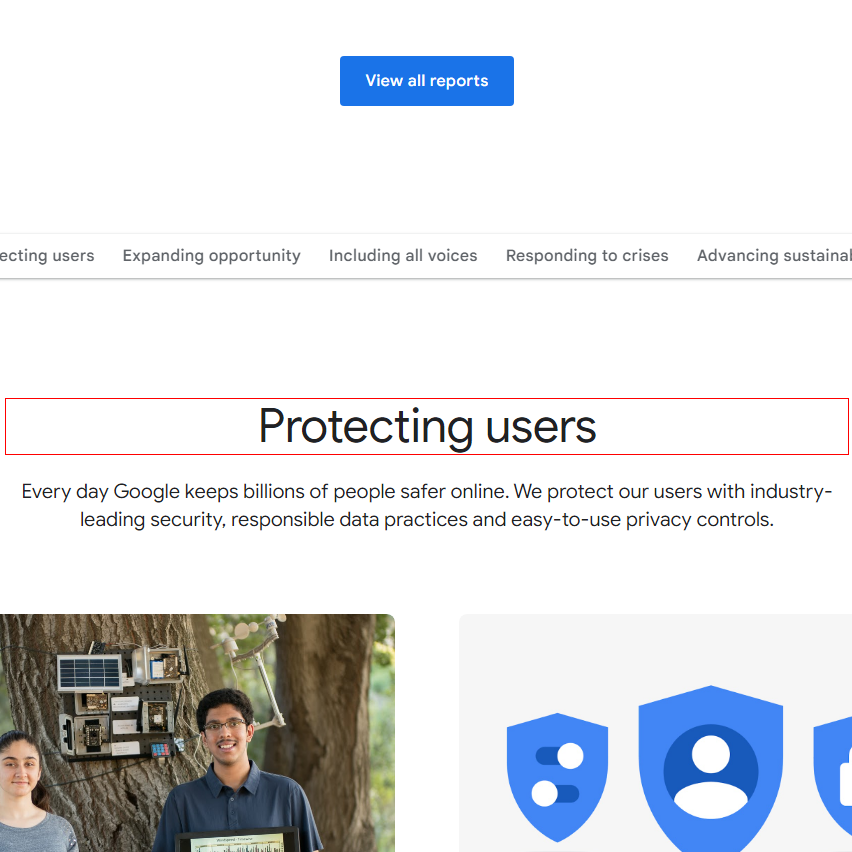 View all reports
ecting users Expanding opportunity Including all voices Responding to crises Advancing sustainab
Protecting users
Every day Google keeps billions of people safer online. We protect our users with industry-
leading security, responsible data practices and easy-to-use privacy controls.